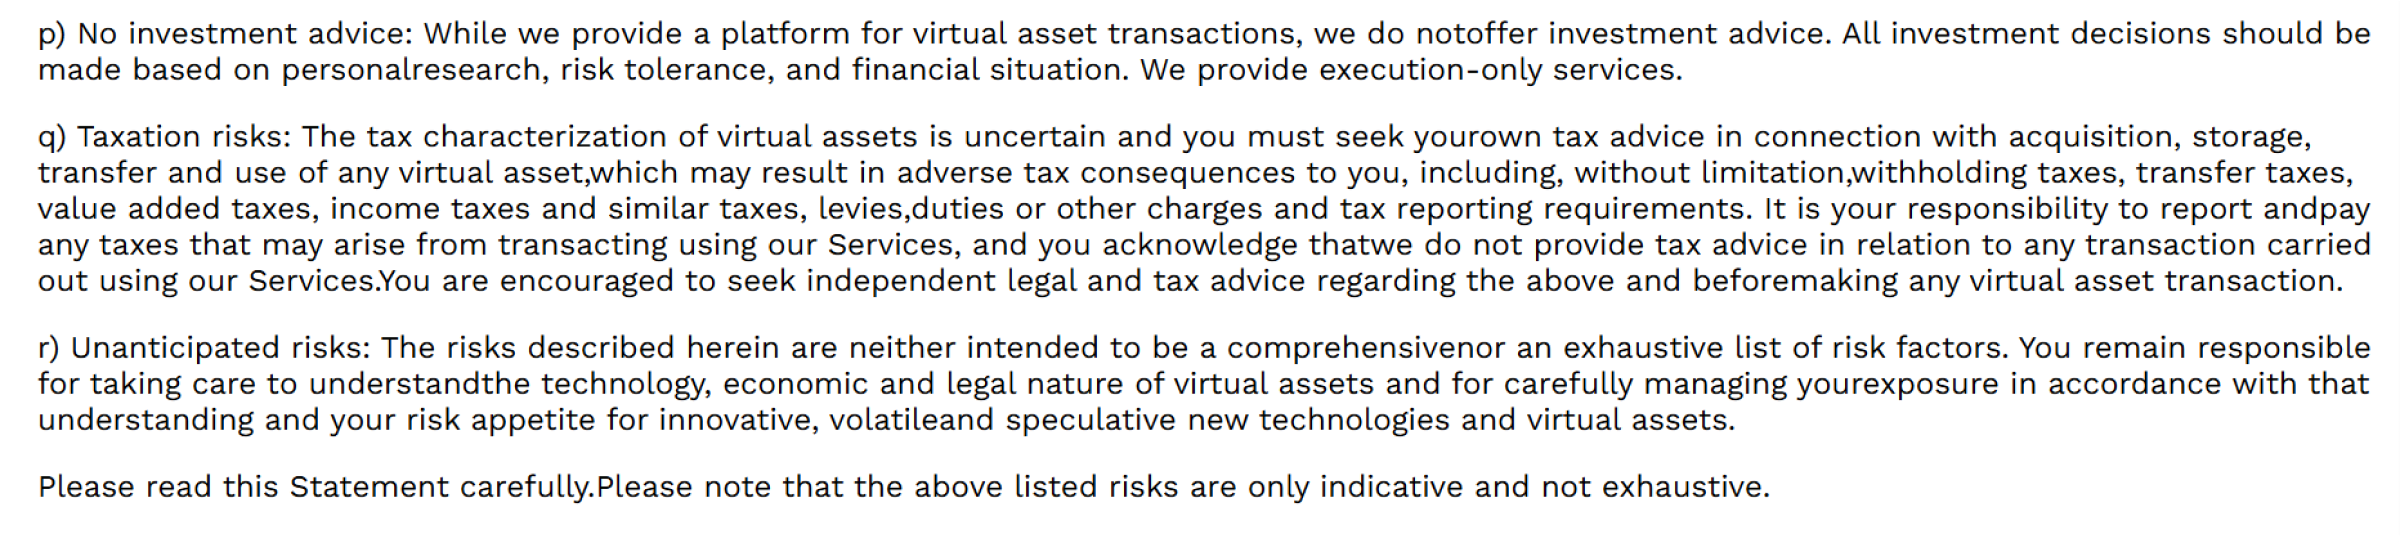 p) No investment advice: While we provide a platform for virtual asset transactions, we do notoffer investment advice. All investment decisions should be
made based on personalresearch, risk tolerance, and financial situation. We provide execution-only services.
q) Taxation risks: The tax characterization of virtual assets is uncertain and you must seek yourown tax advice in connection with acquisition, storage,
transfer and use of any virtual asset,which may result in adverse tax consequences to you, including, without limitation,withholding taxes, transfer taxes,
value added taxes, income taxes and similar taxes, levies,duties or other charges and tax reporting requirements. It is your responsibility to report andpay
any taxes that may arise from transacting using our Services, and you acknowledge thatwe do not provide tax advice in relation to any transaction carried
out using our Services.You are encouraged to seek independent legal and tax advice regarding the above and beforemaking any virtual asset transaction.
r) Unanticipated risks: The risks described herein are neither intended to be a comprehensivenor an exhaustive list of risk factors. You remain responsible
for taking care to understandthe technology, economic and legal nature of virtual assets and for carefully managing yourexposure in accordance with that
understanding and your risk appetite for innovative, volatileand speculative new technologies and virtual assets.
Please read this Statement carefully.Please note that the above listed risks are only indicative and not exhaustive.